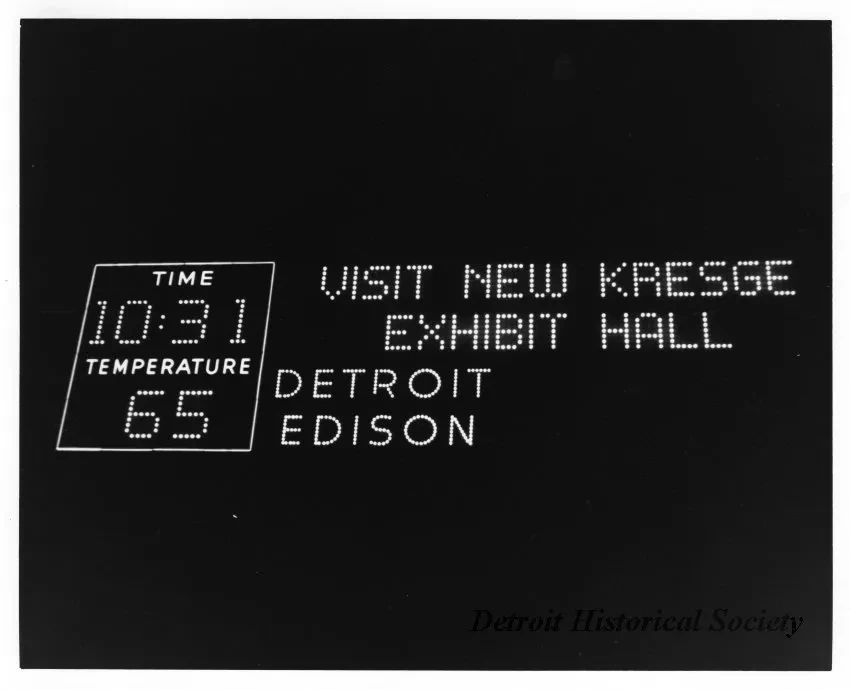 TIME
10:31
TEMPERATURE
65
VISIT NEW KRESGE
EXHIBIT HALL
DETROIT
EDISON
Detroit Historical Society